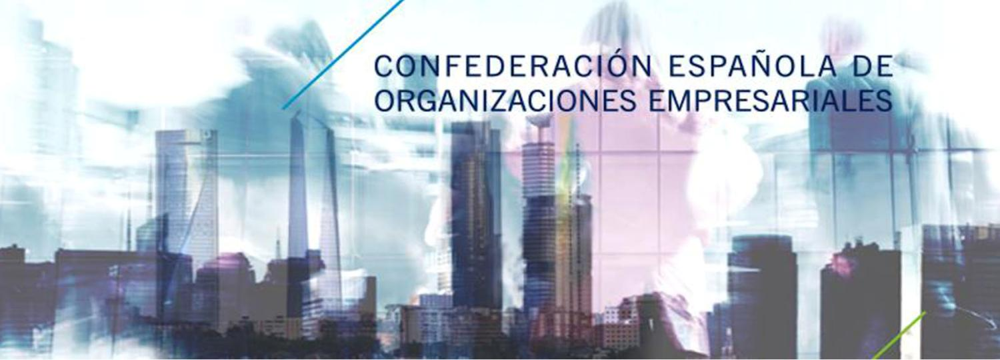 CONFEDERACIÓN ESPAÑOLA DE
ORGANIZACIONES EMPRESARIALES